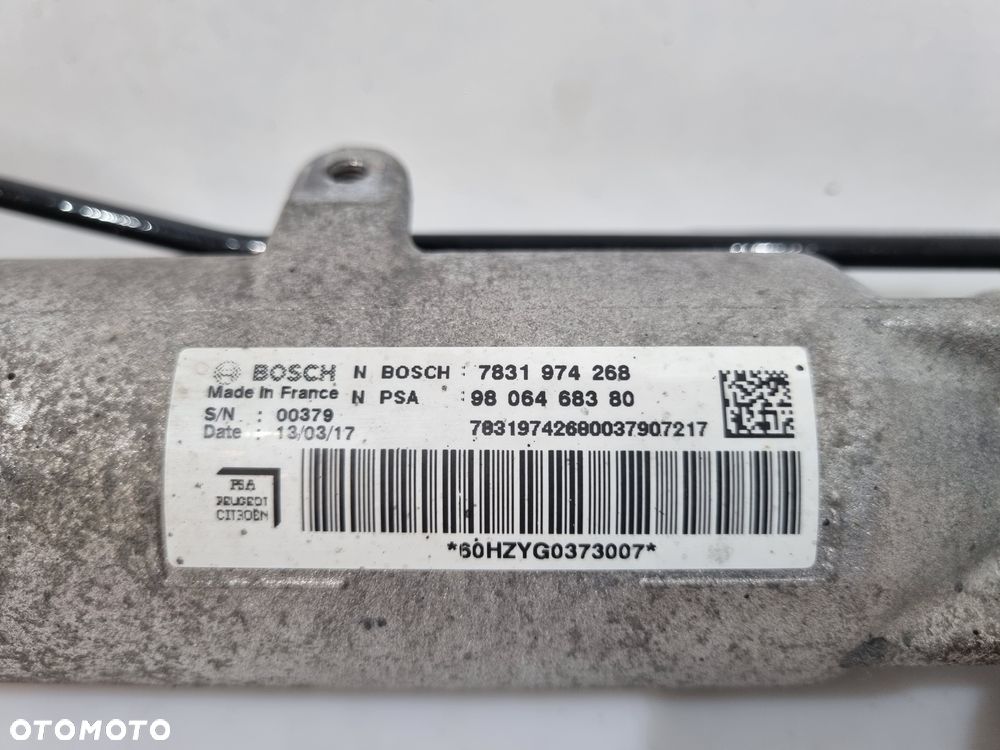 BOSCH N BOSCH : 7831 974 268
Made in France N PSA : 98 064 683 80
S/N : 00379
Date : 13/03/17
78319742680037907217
PSA
PEUGEOT
CITROËN
*60HZYG0373007*
OTOMOTO